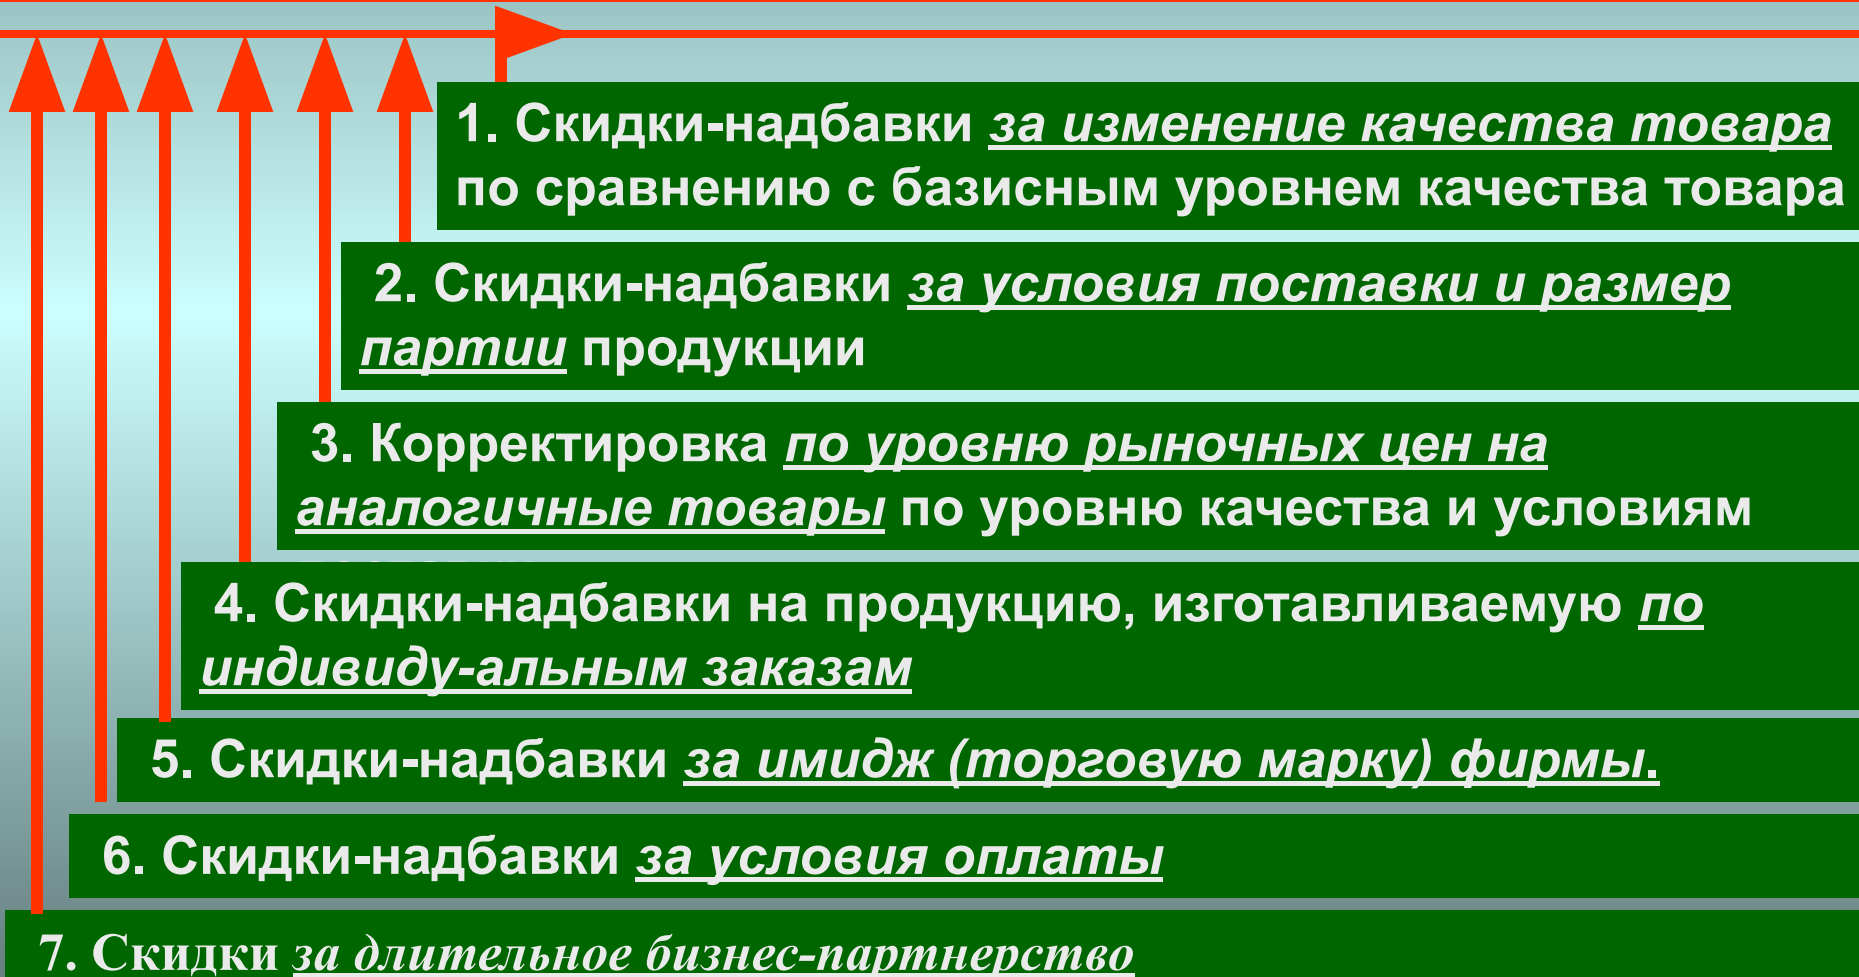 1. Скидки-надбавки за изменение качества товара
по сравнению с базисным уровнем качества товара
2. Скидки-надбавки за условия поставки и размер
партии продукции
3. Корректировка по уровню рыночных цен на
аналогичные товары по уровню качества и условиям
4. Скидки-надбавки на продукцию, изготавливаемую по
индивиду-альным заказам
5. Скидки-надбавки за имидж (торговую марку) фирмы.
6. Скидки-надбавки за условия оплаты
7. Скидки за длительное бизнес-партнерство